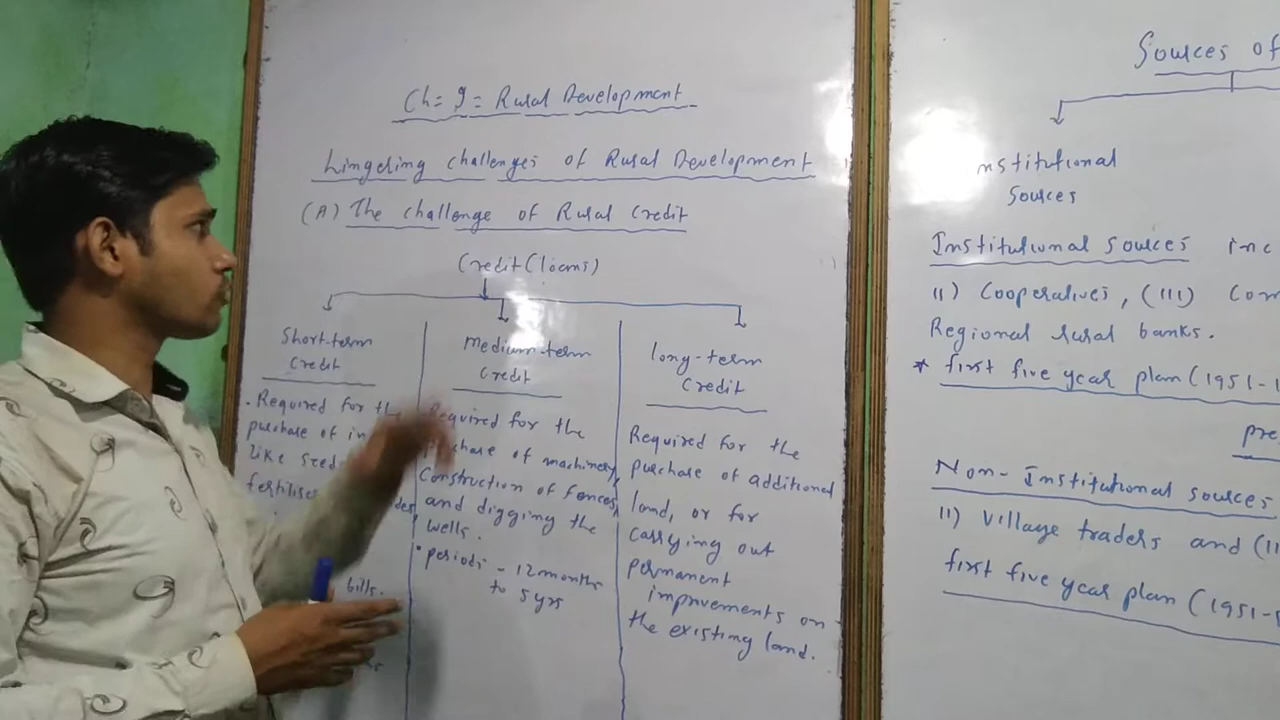 Ch = 9 = Rural Development
Lingering challenges of Rural Development
(A) The challenge of Rural Credit
Credit (loans)
Short-term
Credit
• Required for the
purchase of in
like seed
fertilise
bills.
Medium-term
Credit
Required for the
of machinery,
Construction of fences,
and digging the
wells.
• periods - 12 months
to 5 yrs
long-term
Credit
Required for the
purchase of additional
land, or for
carrying out
permanent
improvements on
the existing land.
Sources of
nstitutional
Sources
Institutional sources inc
(ii) Cooperatives, (iii) Com
Regional rural banks.
* first five year plan (1951-
pre
Non-Institutional sources
(ii) Village traders and (ii
first five year plan (1951-5